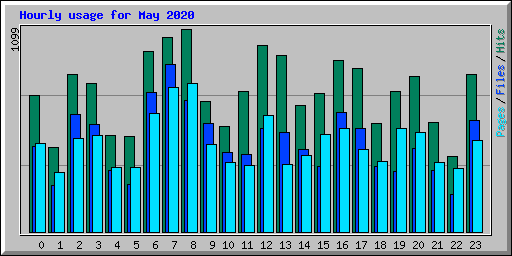 Hourly usage for May 2020
1099
Pages/Files/Hits
0 1 2 3 4 5 6 7 8 9 10 11 12 13 14 15 16 17 18 19 20 21 22 23